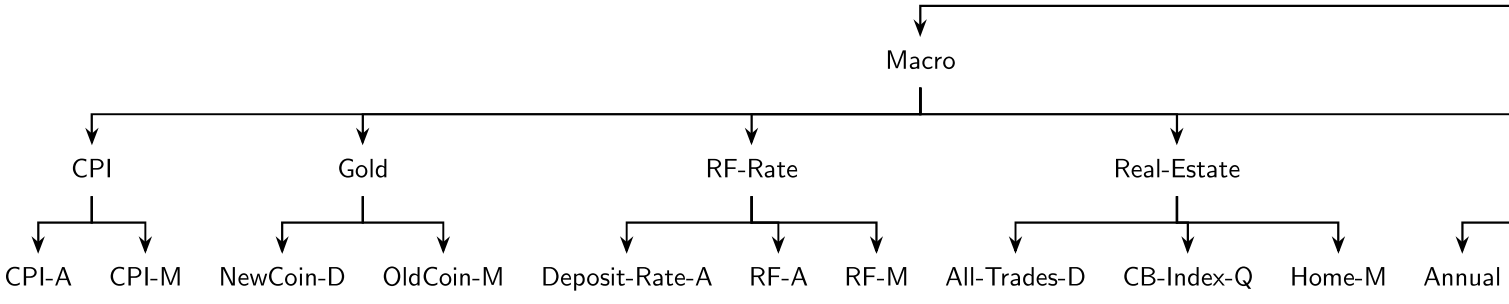 Macro
CPI Gold RF-Rate Real-Estate
CPI-A CPI-M NewCoin-D OldCoin-M Deposit-Rate-A RF-A RF-M All-Trades-D CB-Index-Q Home-M Annual